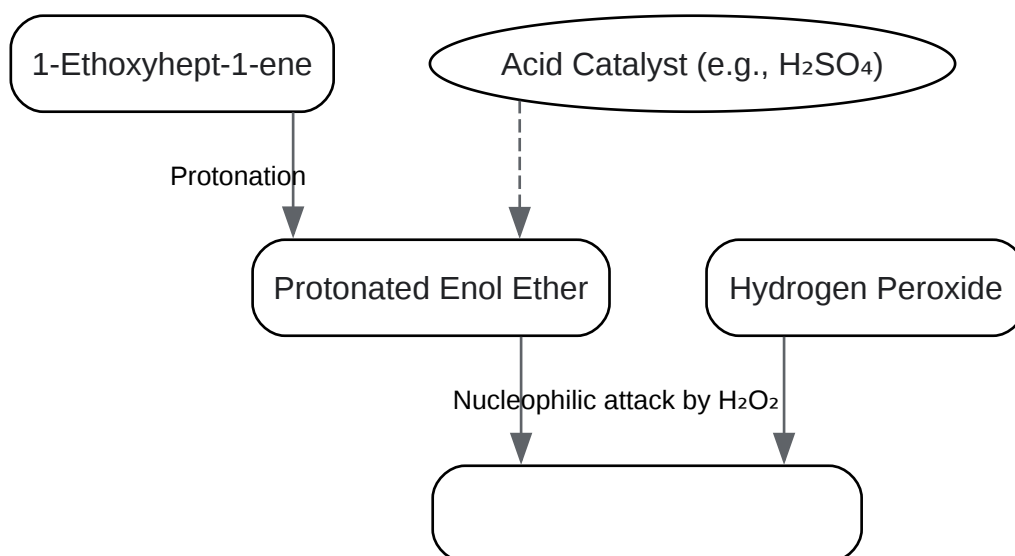 1-Ethoxyhept-1-ene
Acid Catalyst (e.g., H₂SO₄)
Protonation
Protonated Enol Ether
Hydrogen Peroxide
Nucleophilic attack by H₂O₂